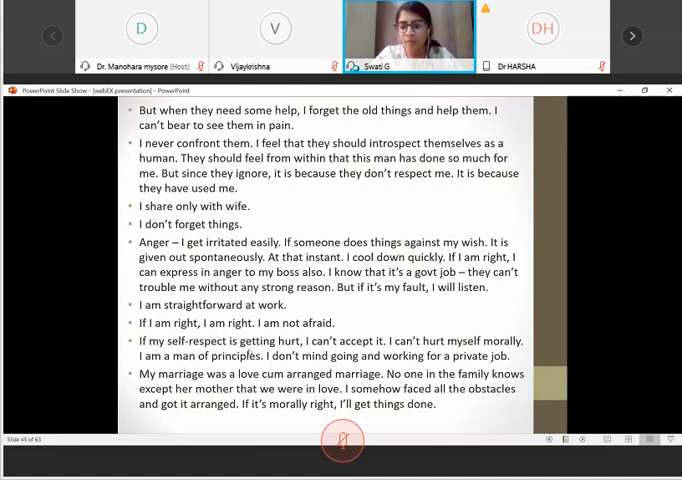 D
V
DH
Dr. Manohara mysore (Host)
Vijaykrishna
Swati G
Dr HARSHA
PowerPoint Slide Show - [webEX presentation] - PowerPoint
• But when they need some help, I forget the old things and help them. I
can't bear to see them in pain.
• I never confront them. I feel that they should introspect themselves as a
human. They should feel from within that this man has done so much for
me. But since they ignore, it is because they don't respect me. It is because
they have used me.
• I share only with wife.
• I don't forget things.
• Anger – I get irritated easily. If someone does things against my wish. It is
given out spontaneously. At that instant. I cool down quickly. If I am right, I
can express in anger to my boss also. I know that it's a govt job – they can't
trouble me without any strong reason. But if it's my fault, I will listen.
• I am straightforward at work.
• If I am right, I am right. I am not afraid.
• If my self-respect is getting hurt, I can't accept it. I can't hurt myself morally.
I am a man of principles. I don't mind going and working for a private job.
• My marriage was a love cum arranged marriage. No one in the family knows
except her mother that we were in love. I somehow faced all the obstacles
and got it arranged. If it's morally right, I'll get things done.
Slide 45 of 63